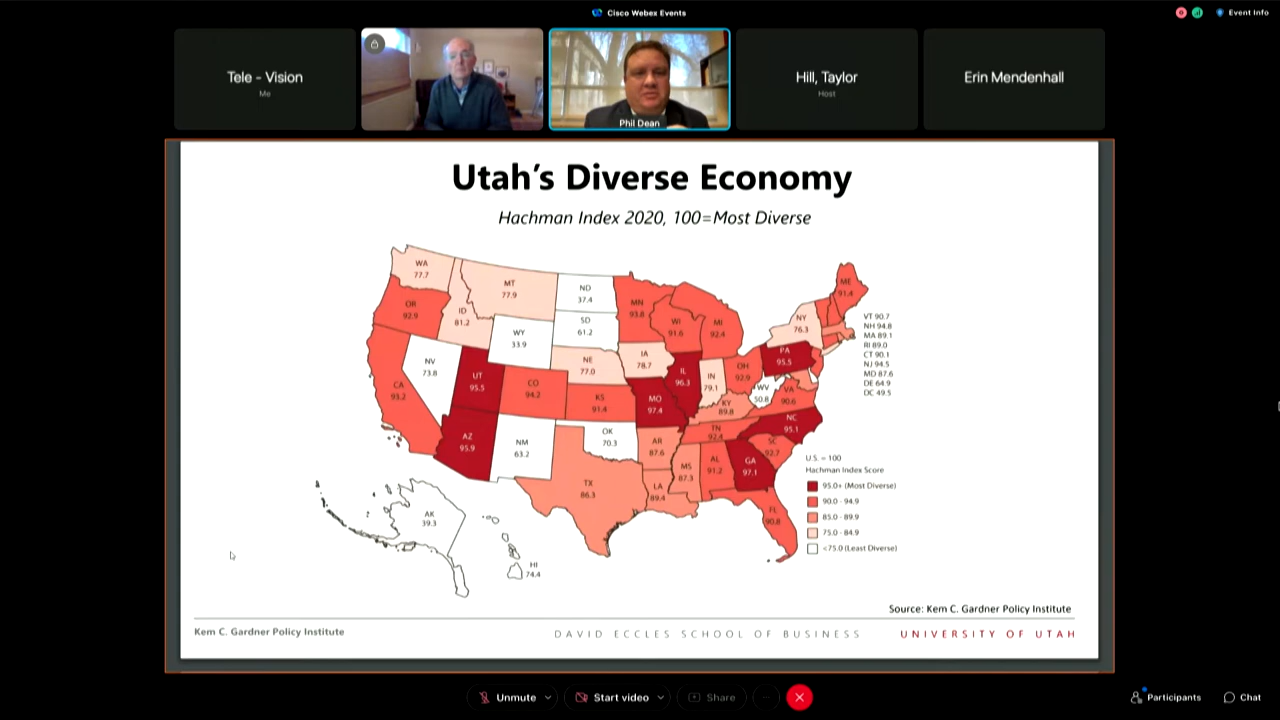 Cisco Webex Events
Event Info
Tele - Vision
Me
Phil Dean
Hill, Taylor
Host
Erin Mendenhall
Utah's Diverse Economy
Hachman Index 2020, 100=Most Diverse
WA
77.7
OR
92.9
CA
93.2
ID
81.2
NV
73.8
MT
77.9
WY
33.9
UT
95.5
AZ
95.9
CO
94.2
NM
63.2
ND
37.4
SD
61.2
NE
77.0
KS
91.4
OK
70.3
TX
86.3
MN
93.8
IA
78.7
MO
97.4
AR
87.6
LA
89.4
WI
91.6
IL
96.3
MI
92.4
IN
79.1
OH
92.9
KY
89.8
TN
92.4
MS
87.3
AL
91.2
GA
97.1
FL
90.8
SC
92.7
NC
95.1
VA
90.6
WV
50.8
PA
95.5
NY
76.3
ME
91.4
VT 90.7
NH 94.8
MA 89.1
RI 89.0
CT 90.1
NJ 94.5
MD 87.6
DE 64.9
DC 49.5
AK
39.3
HI
74.4
U.S. = 100
Hachman Index Score
95.0+ (Most Diverse)
90.0 - 94.9
85.0 - 89.9
75.0 - 84.9
<75.0 (Least Diverse)
Source: Kem C. Gardner Policy Institute
Kem C. Gardner Policy Institute
DAVID ECCLES SCHOOL OF BUSINESS
UNIVERSITY OF UTAH
Unmute
Start video
Share
Participants
Chat